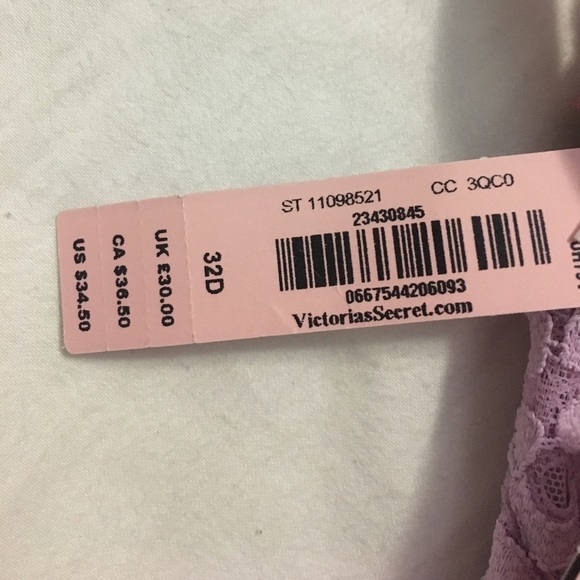 ST 11098521 CC 3QC0
23430845
0667544206093
VictoriasSecret.com
32D
UK £30.00
CA $36.50
US $34.50